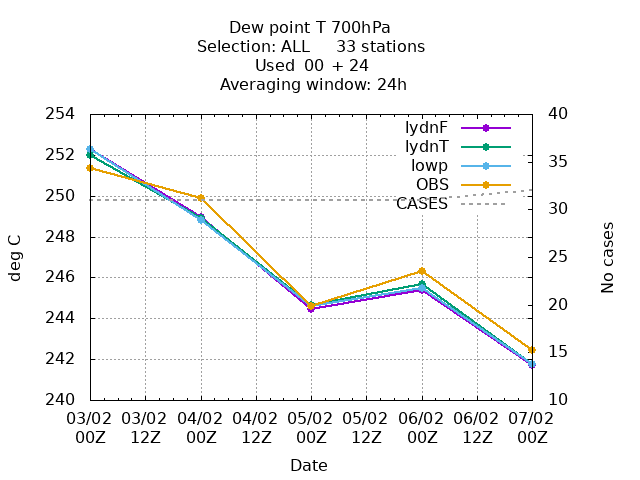 Dew point T 700hPa
Selection: ALL 33 stations
Used 00 + 24
Averaging window: 24h
254
252
250
248
246
244
242
240
deg C
40
35
30
25
20
15
10
No cases
lydnF
lydnT
lowp
OBS
CASES
03/02 03/02 04/02 04/02 05/02 05/02 06/02 06/02 07/02
00Z 12Z 00Z 12Z 00Z 12Z 00Z 12Z 00Z
Date